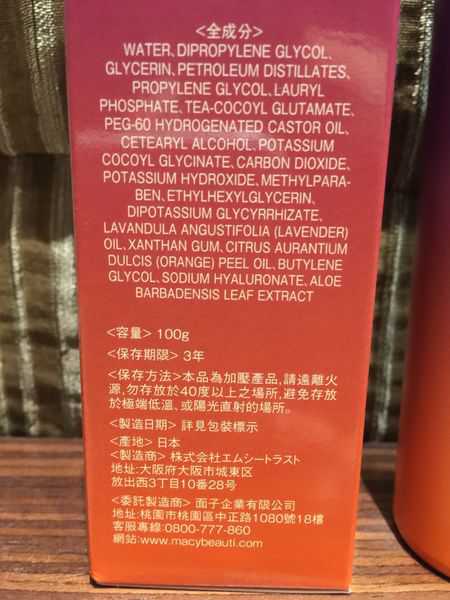 <全成分>
WATER、DIPROPYLENE GLYCOL、
GLYCERIN、PETROLEUM DISTILLATES、
PROPYLENE GLYCOL、LAURYL
PHOSPHATE、TEA-COCOYL GLUTAMATE、
PEG-60 HYDROGENATED CASTOR OIL、
CETEARYL ALCOHOL、POTASSIUM
COCOYL GLYCINATE、CARBON DIOXIDE、
POTASSIUM HYDROXIDE、METHYLPARA-
BEN、ETHYLHEXYLGLYCERIN、
DIPOTASSIUM GLYCYRRHIZATE、
LAVANDULA ANGUSTIFOLIA (LAVENDER)
OIL、XANTHAN GUM、CITRUS AURANTIUM
DULCIS (ORANGE) PEEL OIL、BUTYLENE
GLYCOL、SODIUM HYALURONATE、ALOE
BARBADENSIS LEAF EXTRACT
<容量> 100g
<保存期限> 3年
<保存方法>本品為加壓產品,請遠離火
源,勿存放於40度以上之場所,避免存放
於極端低溫、或陽光直射的場所。
<製造日期> 詳見包裝標示
<產地> 日本
<製造商> 株式会社エムシートラスト
地址:大阪府大阪市城東区
放出西3丁目10番28号
<委託製造商> 面子企業有限公司
地址:桃園市桃園區中正路1080號18樓
客服專線:0800-777-860
網站:www.macybeauti.com